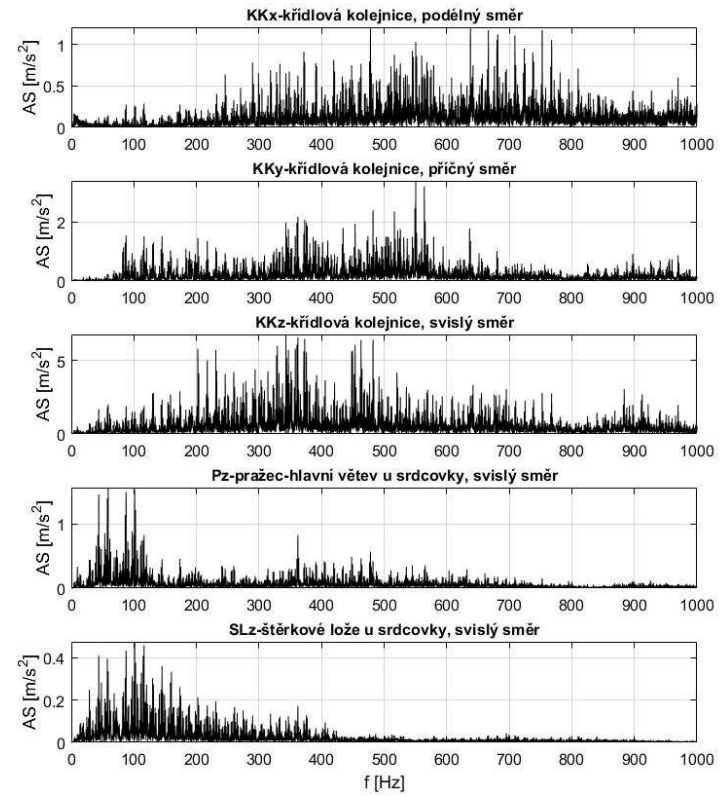 KKx-křídlová kolejnice, podélný směr
AS [m/s²]
1
0.5
0
0 100 200 300 400 500 600 700 800 900 1000
KKy-křídlová kolejnice, příčný směr
AS [m/s²]
2
0
0 100 200 300 400 500 600 700 800 900 1000
KKz-křídlová kolejnice, svislý směr
AS [m/s²]
5
0
0 100 200 300 400 500 600 700 800 900 1000
Pz-pražec-hlavní větev u srdcovky, svislý směr
AS [m/s²]
1
0
0 100 200 300 400 500 600 700 800 900 1000
SLz-štěrkové lože u srdcovky, svislý směr
AS [m/s²]
0.4
0.2
0
0 100 200 300 400 500 600 700 800 900 1000
f [Hz]